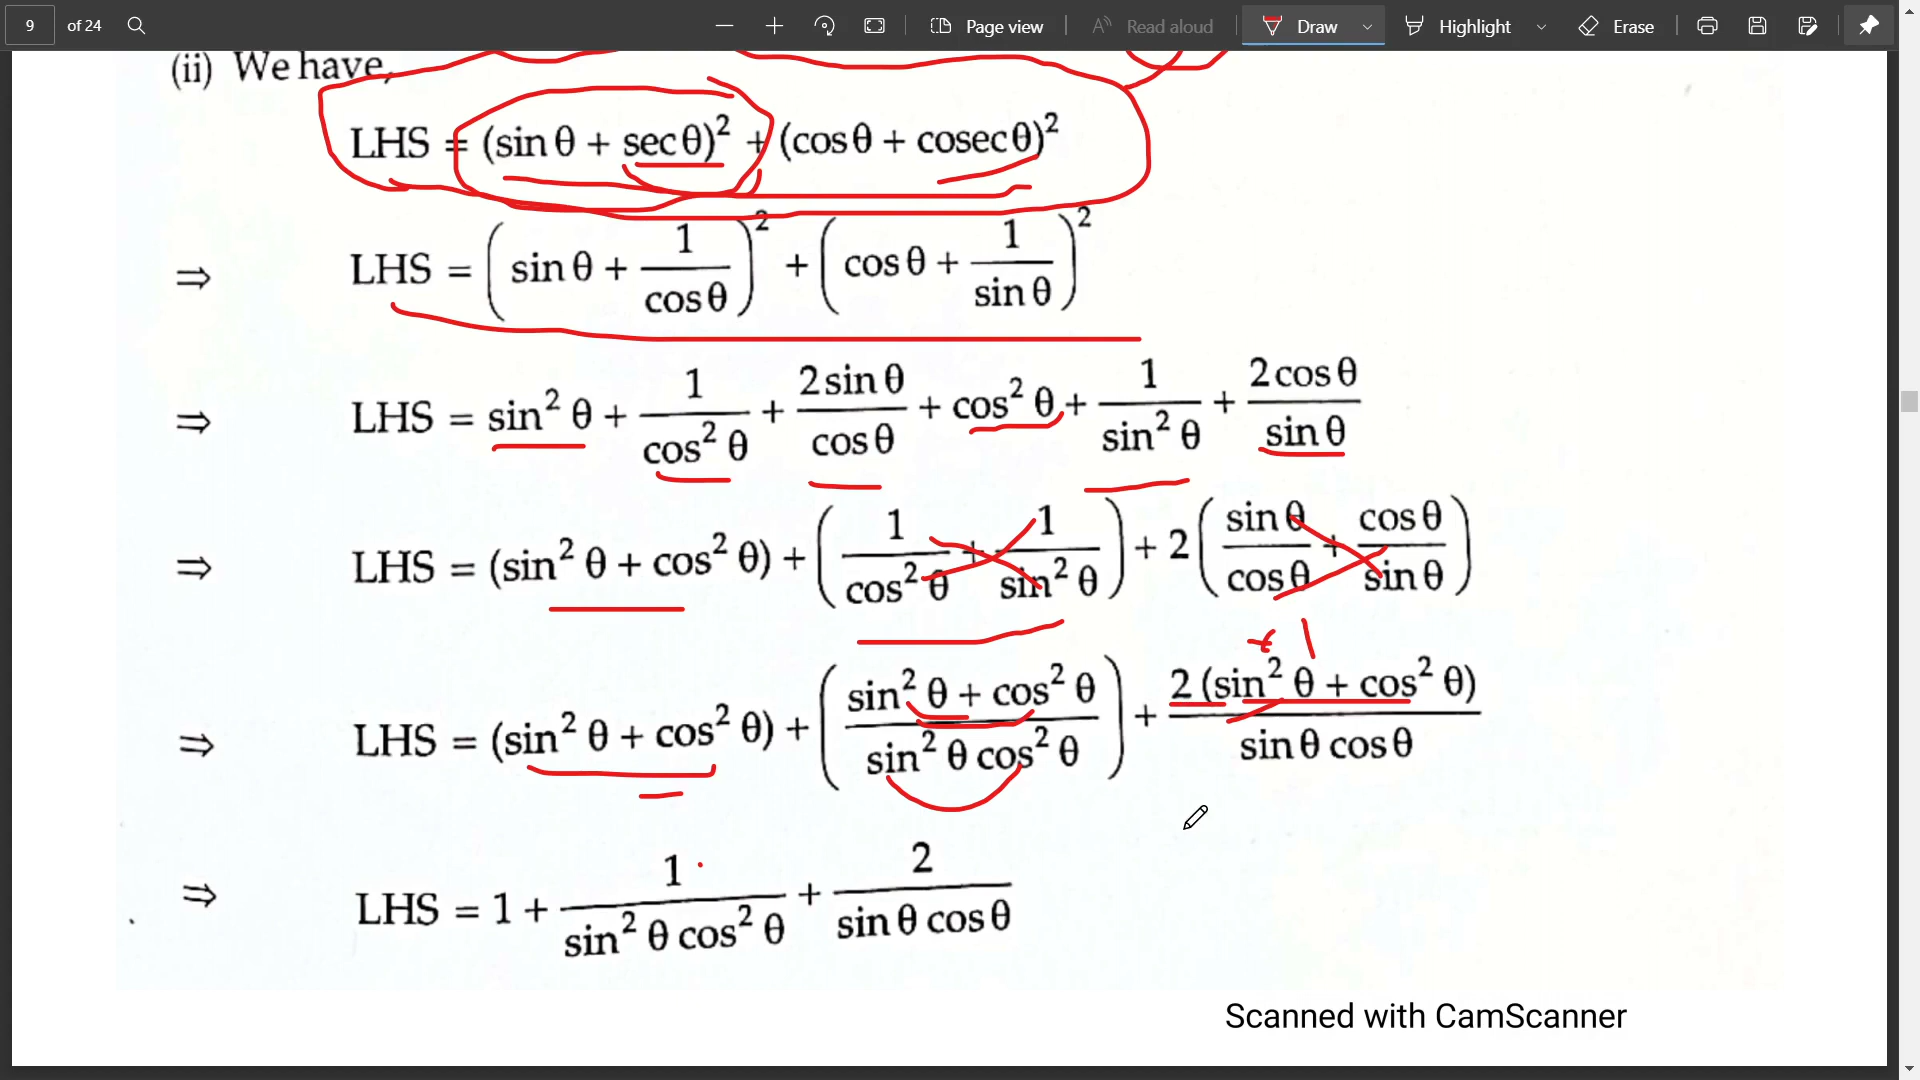 9 of 24 Page view Read aloud Draw Highlight Erase
(ii) We have,
LHS = (sin θ + sec θ)² + (cos θ + cosec θ)²
⇒ LHS = (sin θ + 1/cos θ)² + (cos θ + 1/sin θ)²
⇒ LHS = sin² θ + 1/cos² θ + 2 sin θ/cos θ + cos² θ + 1/sin² θ + 2 cos θ/sin θ
⇒ LHS = (sin² θ + cos² θ) + (1/cos² θ + 1/sin² θ) + 2 (sin θ/cos θ + cos θ/sin θ)
⇒ LHS = (sin² θ + cos² θ) + (sin² θ + cos² θ/sin² θ cos² θ) + 2 (sin² θ + cos² θ)/sin θ cos θ
⇒ LHS = 1 + 1/sin² θ cos² θ + 2/sin θ cos θ
Scanned with CamScanner